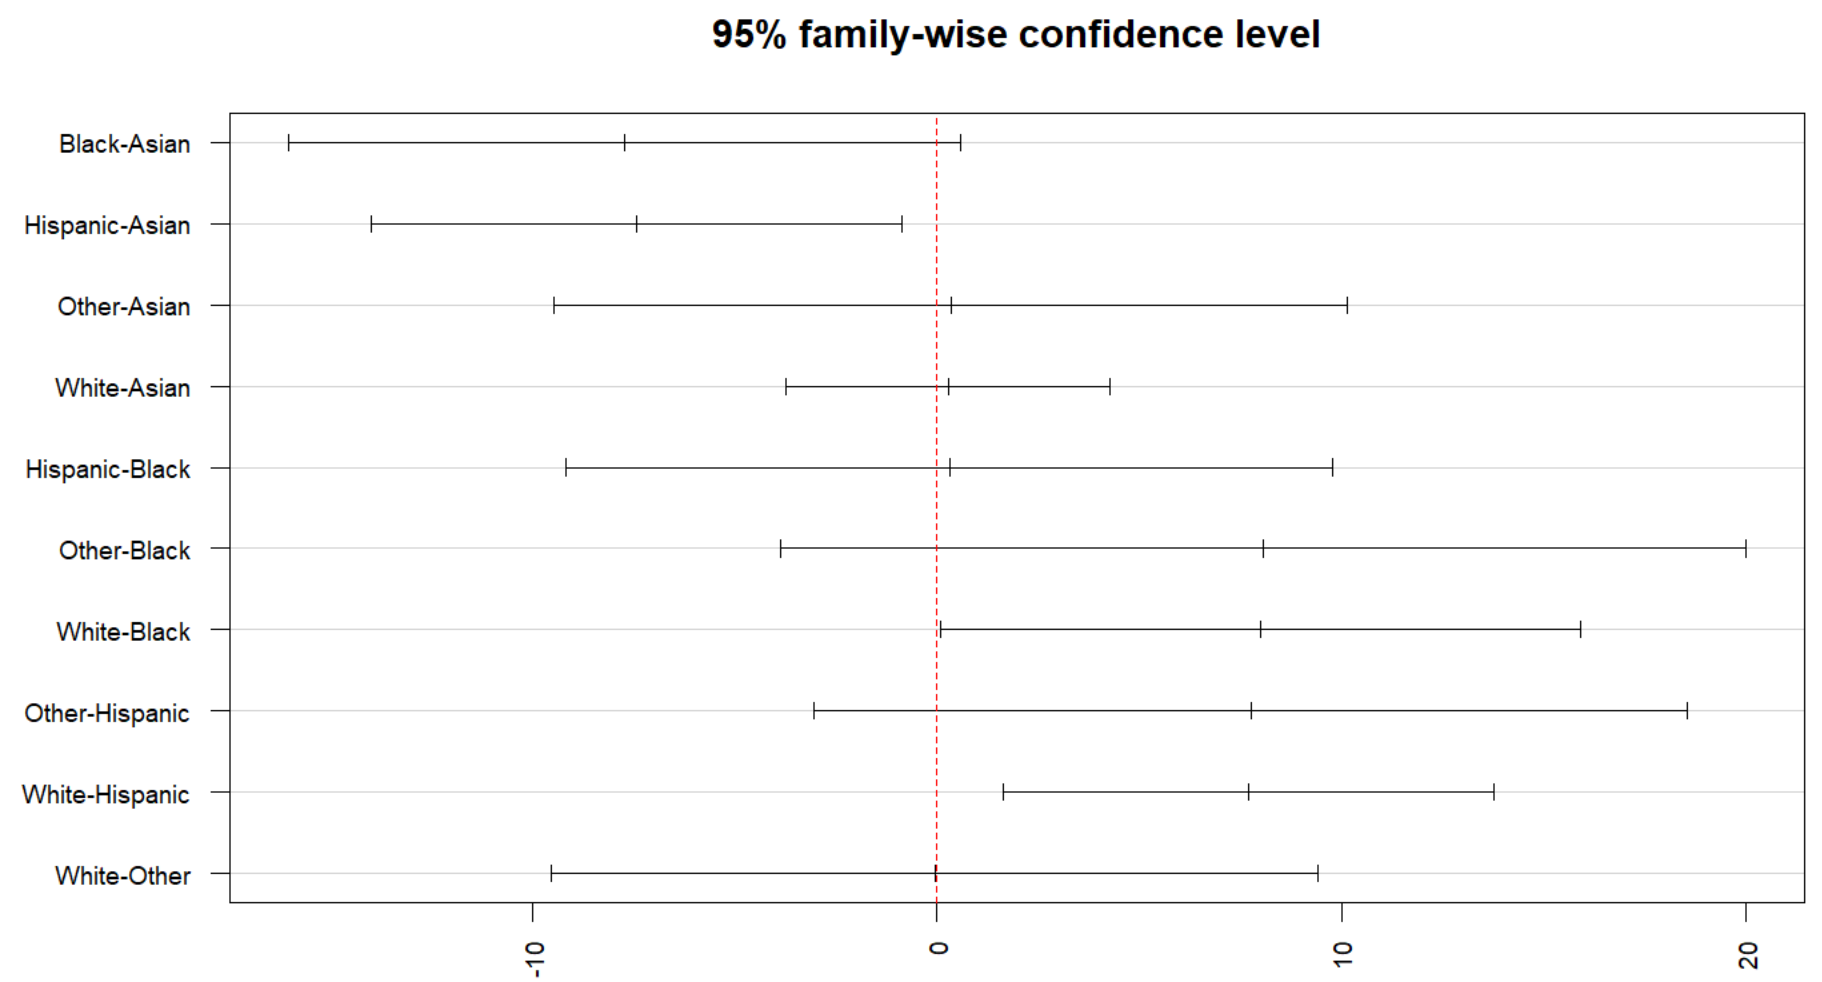 95% family-wise confidence level
Black-Asian
Hispanic-Asian
Other-Asian
White-Asian
Hispanic-Black
Other-Black
White-Black
Other-Hispanic
White-Hispanic
White-Other
-10
0
10
20